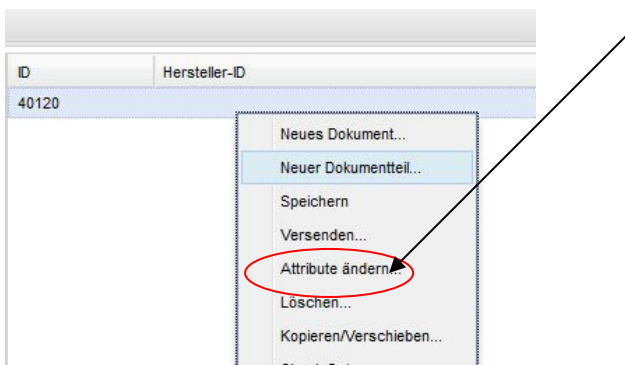 ID Hersteller-ID
40120
Neues Dokument...
Neuer Dokumentteil...
Speichern
Versenden...
Attribute ändern...
Löschen...
Kopieren/Verschieben...